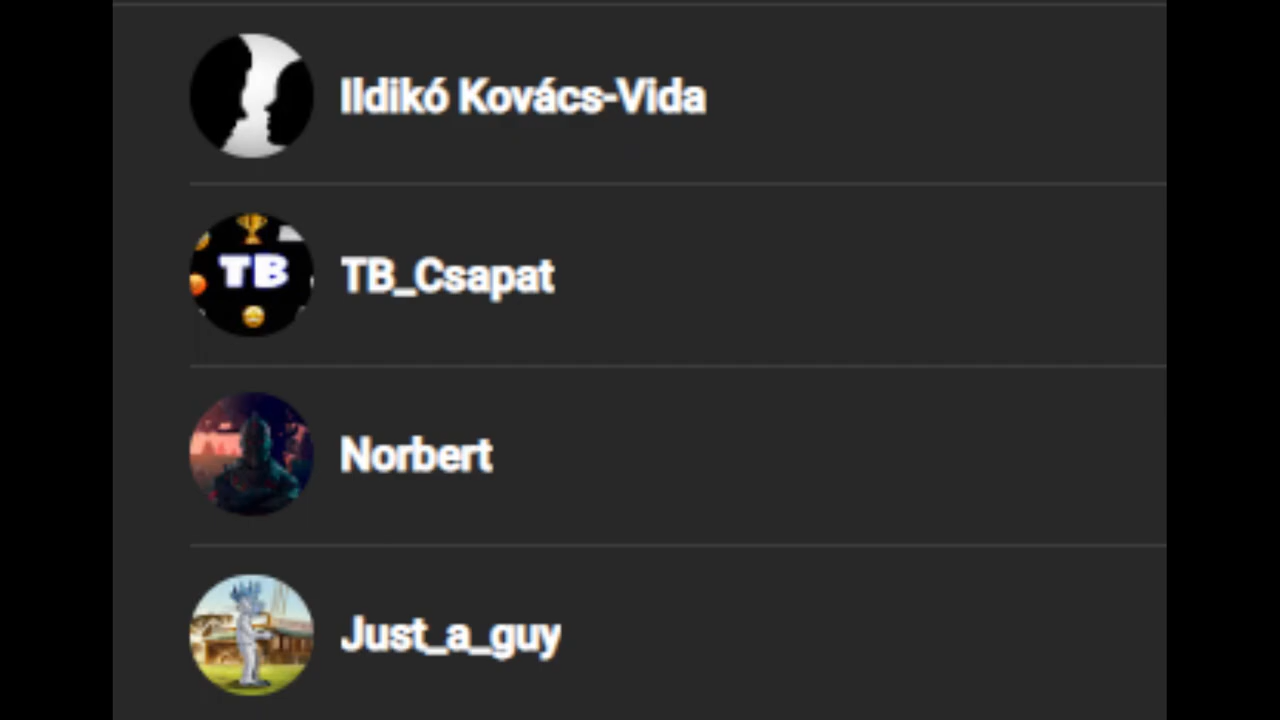 Ildikó Kovács-Vida
TB
TB_Csapat
Norbert
Just_a_guy